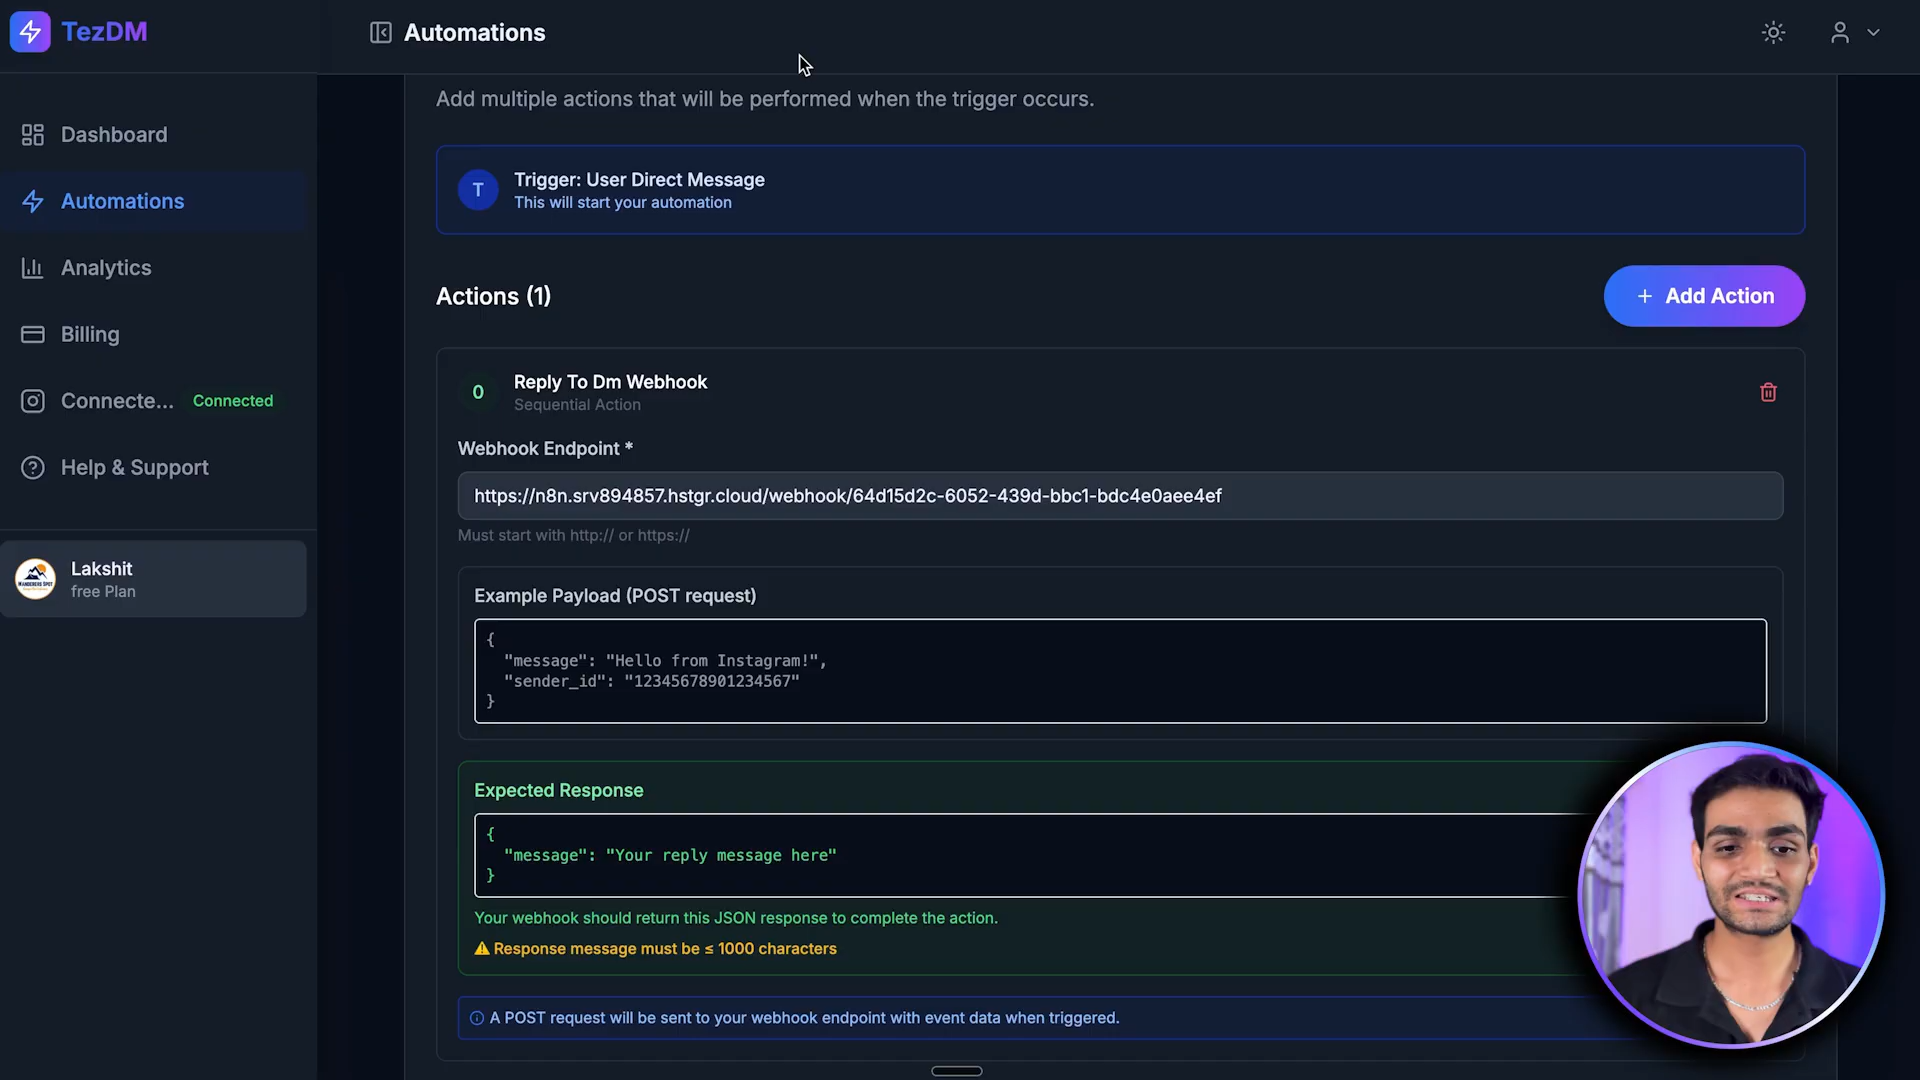 TezDM
Automations
Dashboard
Automations
Analytics
Billing
Connecte... Connected
Help & Support
Lakshit
free Plan
Add multiple actions that will be performed when the trigger occurs.
T
Trigger: User Direct Message
This will start your automation
Actions (1)
+ Add Action
0
Reply To Dm Webhook
Sequential Action
Webhook Endpoint *
https://n8n.srv894857.hstgr.cloud/webhook/64d15d2c-6052-439d-bbc1-bdc4e0aee4ef
Must start with http:// or https://
Example Payload (POST request)
{
"message": "Hello from Instagram!",
"sender_id": "12345678901234567"
}
Expected Response
{
"message": "Your reply message here"
}
Your webhook should return this JSON response to complete the action.
⚠ Response message must be ≤ 1000 characters
A POST request will be sent to your webhook endpoint with event data when triggered.